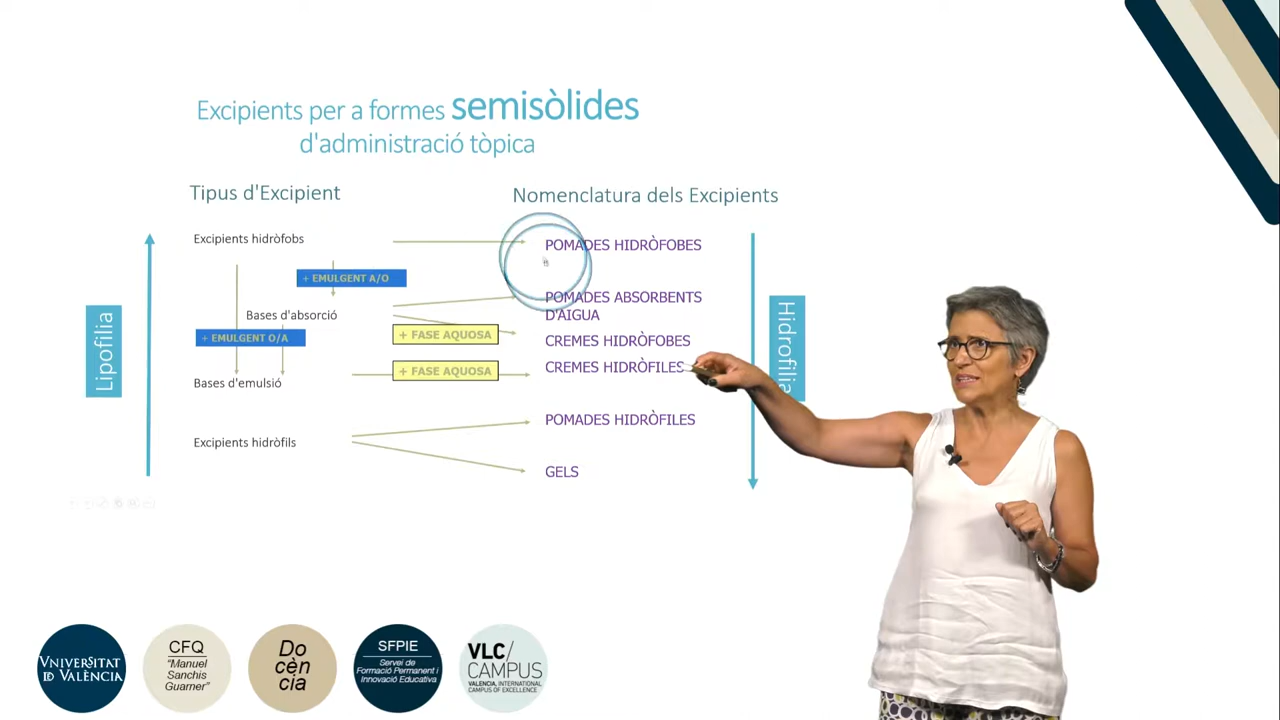 Excipients per a formes semisòlides
d'administració tòpica
Tipus d'Excipient
Nomenclatura dels Excipients
Lipofilia
Excipients hidròfobs
+ EMULGENT A/O
Bases d'absorció
+ EMULGENT O/A
Bases d'emulsió
Excipients hidròfils
+ FASE AQUOSA
+ FASE AQUOSA
POMADES HIDRÒFOBES
POMADES ABSORBENTS
D'AIGUA
CREMES HIDRÒFOBES
CREMES HIDRÒFILES
POMADES HIDRÒFILES
GELS
Hidrofilia
VNIVERSITAT
ID VALÈNCIA
CFQ
"Manuel
Sanchis
Guarner"
Do
cèn
cia
SFPIE
Servei de
Formació Permanent i
Innovació Educativa
VLC/
CAMPUS
VALENCIA, INTERNATIONAL
CAMPUS OF EXCELLENCE